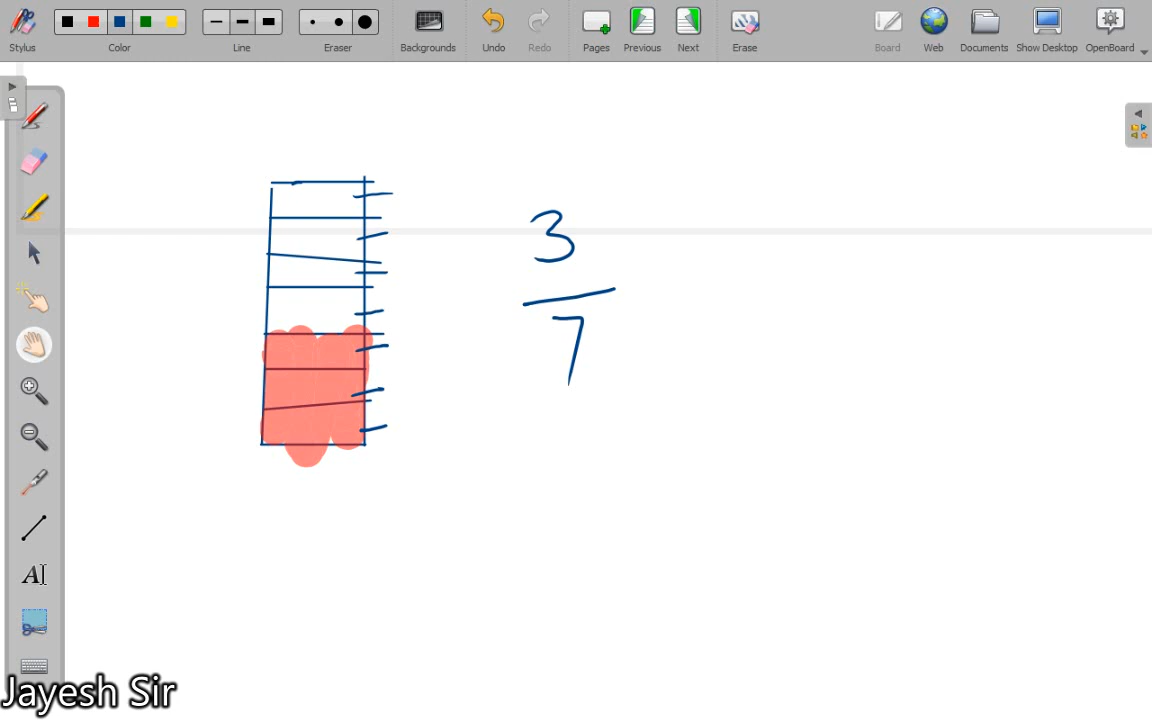 Stylus Color Line Eraser Backgrounds Undo Redo Pages Previous Next Erase Board Web Documents Show Desktop OpenBoard
3
7
A
Jayesh Sir